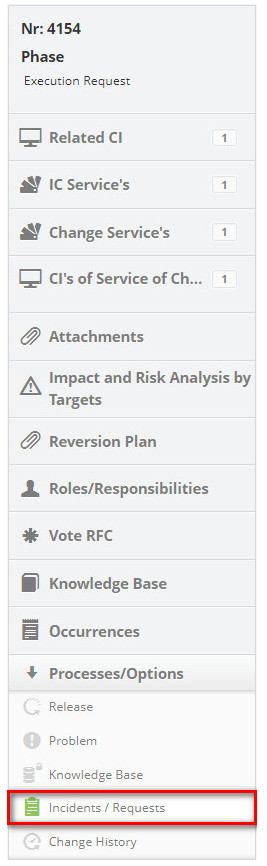 Nr: 4154
Phase
Execution Request
Related CI 1
IC Service's 1
Change Service's 1
CI's of Service of Ch... 1
Attachments
Impact and Risk Analysis by
Targets
Reversion Plan
Roles/Responsibilities
Vote RFC
Knowledge Base
Occurrences
Processes/Options
Release
Problem
Knowledge Base
Incidents / Requests
Change History